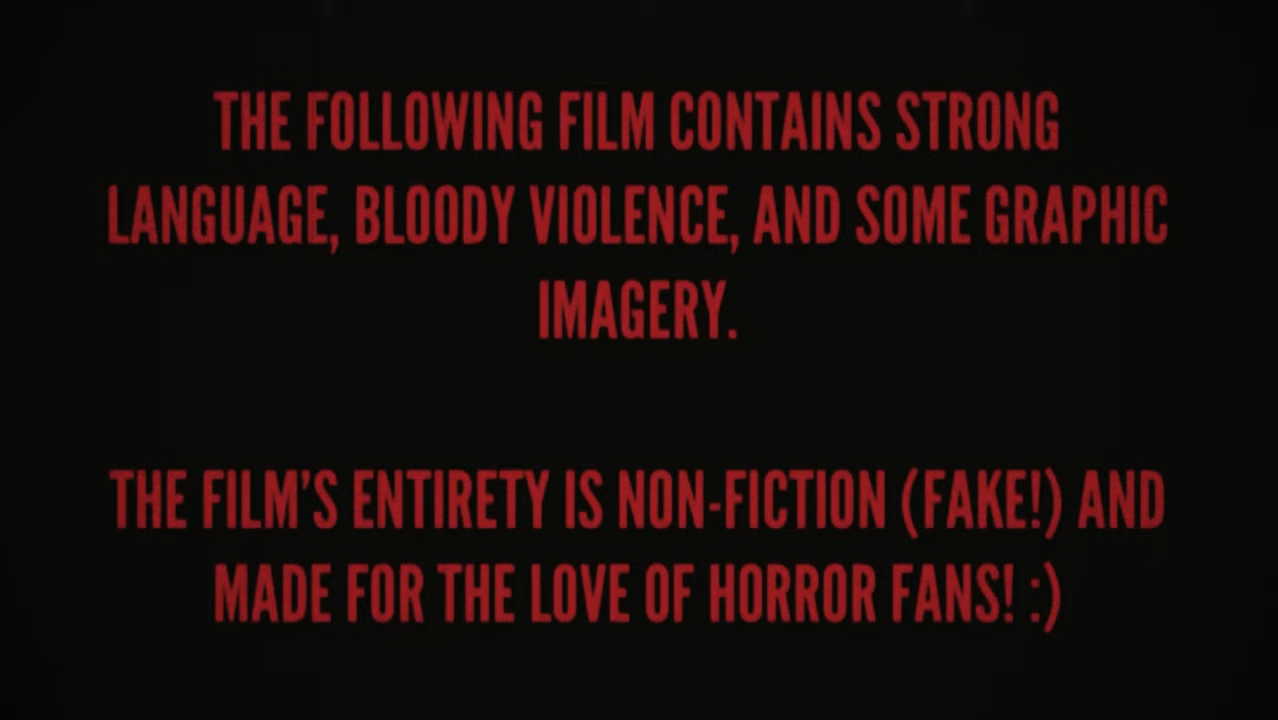 THE FOLLOWING FILM CONTAINS STRONG
LANGUAGE, BLOODY VIOLENCE, AND SOME GRAPHIC
IMAGERY.
THE FILM'S ENTIRETY IS NON-FICTION (FAKE!) AND
MADE FOR THE LOVE OF HORROR FANS! :)